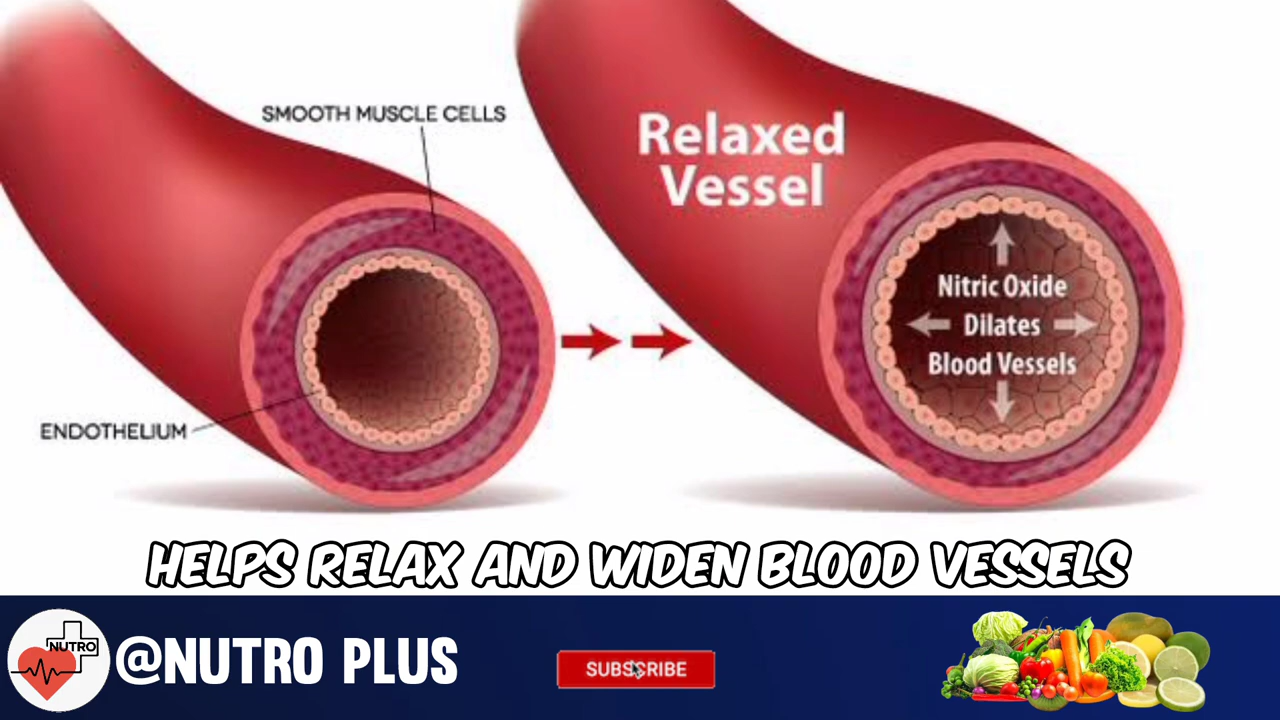 SMOOTH MUSCLE CELLS
Relaxed
Vessel
Nitric Oxide
Dilates
Blood Vessels
ENDOTHELIUM
HELPS RELAX AND WIDEN BLOOD VESSELS
NUTRO
@NUTRO PLUS
SUBSCRIBE